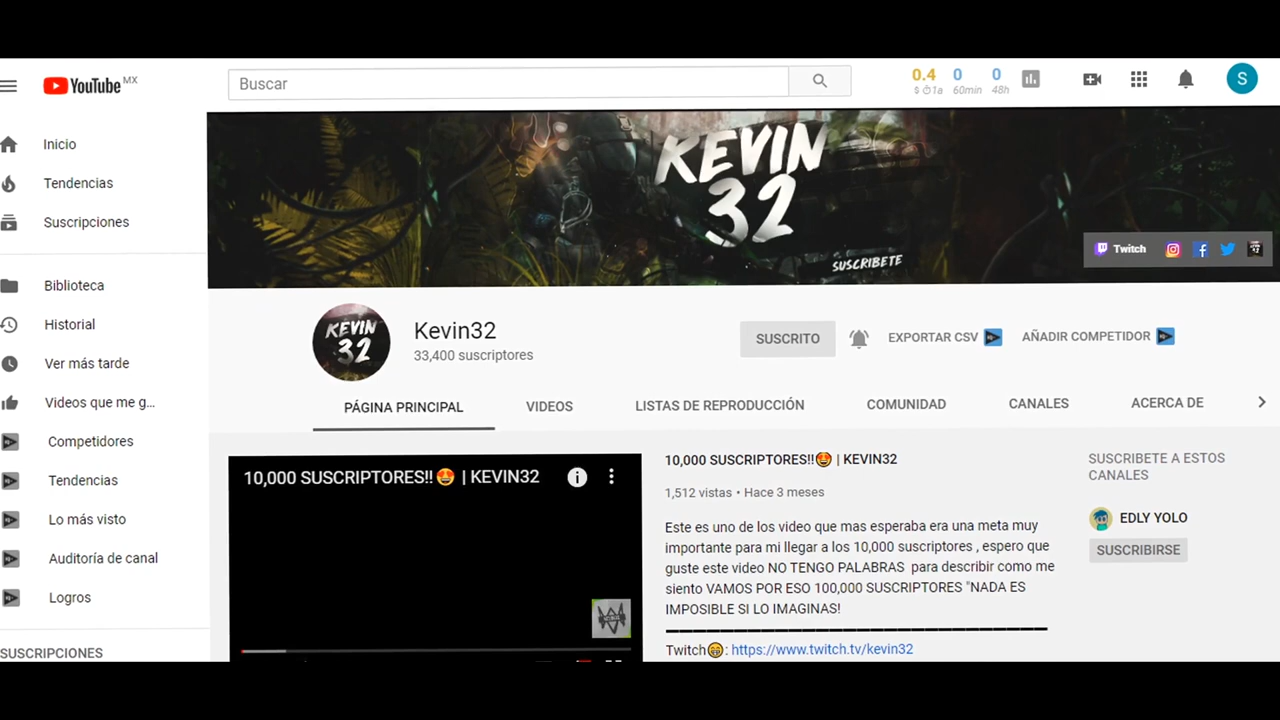 YouTube MX
Buscar
0.4 0 0
$ 1a 60min 48h
S
Inicio
Tendencias
Suscripciones
Biblioteca
Historial
Ver más tarde
Videos que me g...
Competidores
Tendencias
Lo más visto
Auditoría de canal
Logros
SUSCRIPCIONES
KEVIN
32
SUSCRIBETE
Twitch
KEVIN
32
Kevin32
33,400 suscriptores
SUSCRITO
EXPORTAR CSV
AÑADIR COMPETIDOR
PÁGINA PRINCIPAL
VIDEOS
LISTAS DE REPRODUCCIÓN
COMUNIDAD
CANALES
ACERCA DE
10,000 SUSCRIPTORES!!🤩 | KEVIN32
10,000 SUSCRIPTORES!!🤩 | KEVIN32
1,512 vistas • Hace 3 meses
Este es uno de los video que mas esperaba era una meta muy
importante para mi llegar a los 10,000 suscriptores , espero que
guste este video NO TENGO PALABRAS para describir como me
siento VAMOS POR ESO 100,000 SUSCRIPTORES "NADA ES
IMPOSIBLE SI LO IMAGINAS!
Twitch😁: https://www.twitch.tv/kevin32
SUSCRIBETE A ESTOS
CANALES
EDLY YOLO
SUSCRIBIRSE